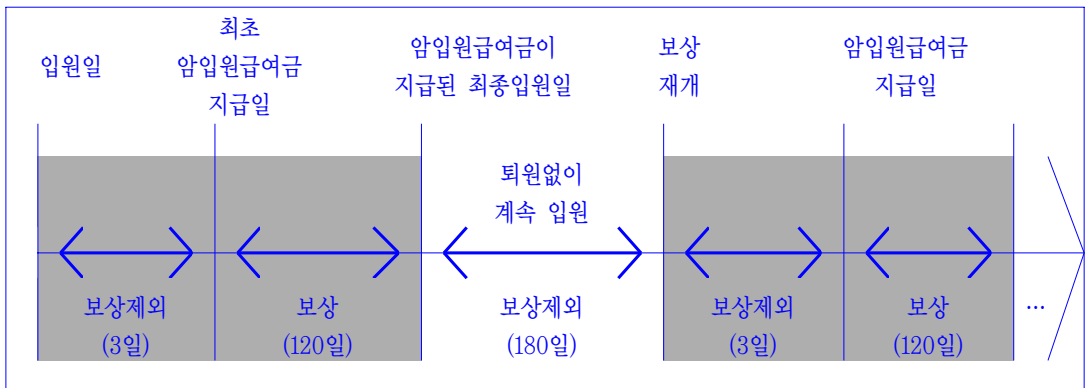 입원일
최초
암입원급여금
지급일
암입원급여금이
지급된 최종입원일
보상
재개
암입원급여금
지급일
퇴원없이
계속 입원
보상제외
(3일)
보상
(120일)
보상제외
(180일)
보상제외
(3일)
보상
(120일)
…